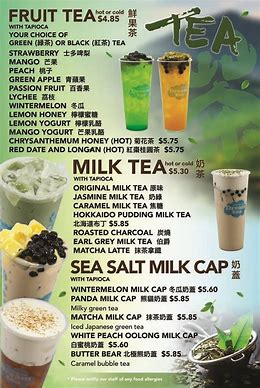 FRUIT TEA hot or cold $4.85 鮮果茶
TEA
WITH TAPIOCA
YOUR CHOICE OF
GREEN (綠茶) OR BLACK (紅茶) TEA
STRAWBERRY 士多啤梨
MANGO 芒果
PEACH 桃子
GREEN APPLE 青蘋果
PASSION FRUIT 百香果
LYCHEE 荔枝
WINTERMELON 冬瓜
LEMON HONEY 檸檬蜜糖
LEMON YOGURT 檸檬乳酪
MANGO YOGURT 芒果乳酪
CHRYSANTHEMUM HONEY (HOT) 菊花茶 $5.75
RED DATE AND LONGAN (HOT) 紅棗桂圓茶 $5.75
MILK TEA hot or cold $5.30 奶茶
WITH TAPIOCA
ORIGINAL MILK TEA 原味
JASMINE MILK TEA 奶綠
CARAMEL MILK TEA 焦糖
HOKKAIDO PUDDING MILK TEA
北海道布丁 $5.85
ROASTED CHARCOAL 炭燒
EARL GREY MILK TEA 伯爵
MATCHA LATTE 抹茶拿鐵
SEA SALT MILK CAP 奶蓋
WITH TAPIOCA
WINTERMELON MILK CAP 冬瓜奶蓋 $5.60
PANDA MILK CAP 熊貓奶蓋 $5.85
Milky green tea
MATCHA MILK CAP 抹茶奶蓋 $5.85
Iced Japanese green tea
WHITE PEACH OOLONG MILK CAP
白蜜桃奶蓋 $5.60
BUTTER BEAR 北極熊奶蓋 $5.85
Caramel bubble tea
* Please notify our staff of any food allergies